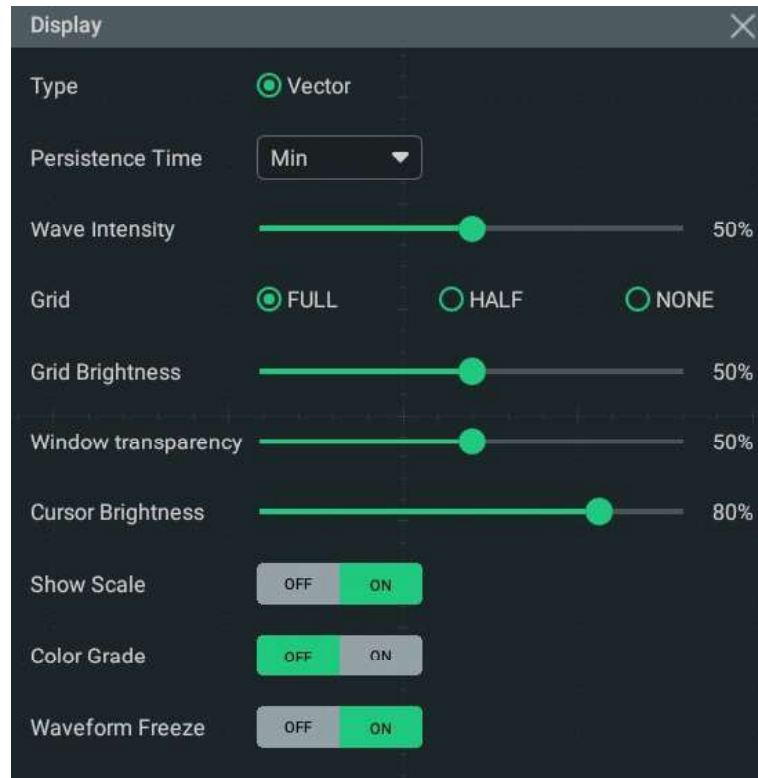 Display
Type Vector
Persistence Time Min
Wave Intensity 50%
Grid FULL HALF NONE
Grid Brightness 50%
Window transparency 50%
Cursor Brightness 80%
Show Scale OFF ON
Color Grade OFF ON
Waveform Freeze OFF ON